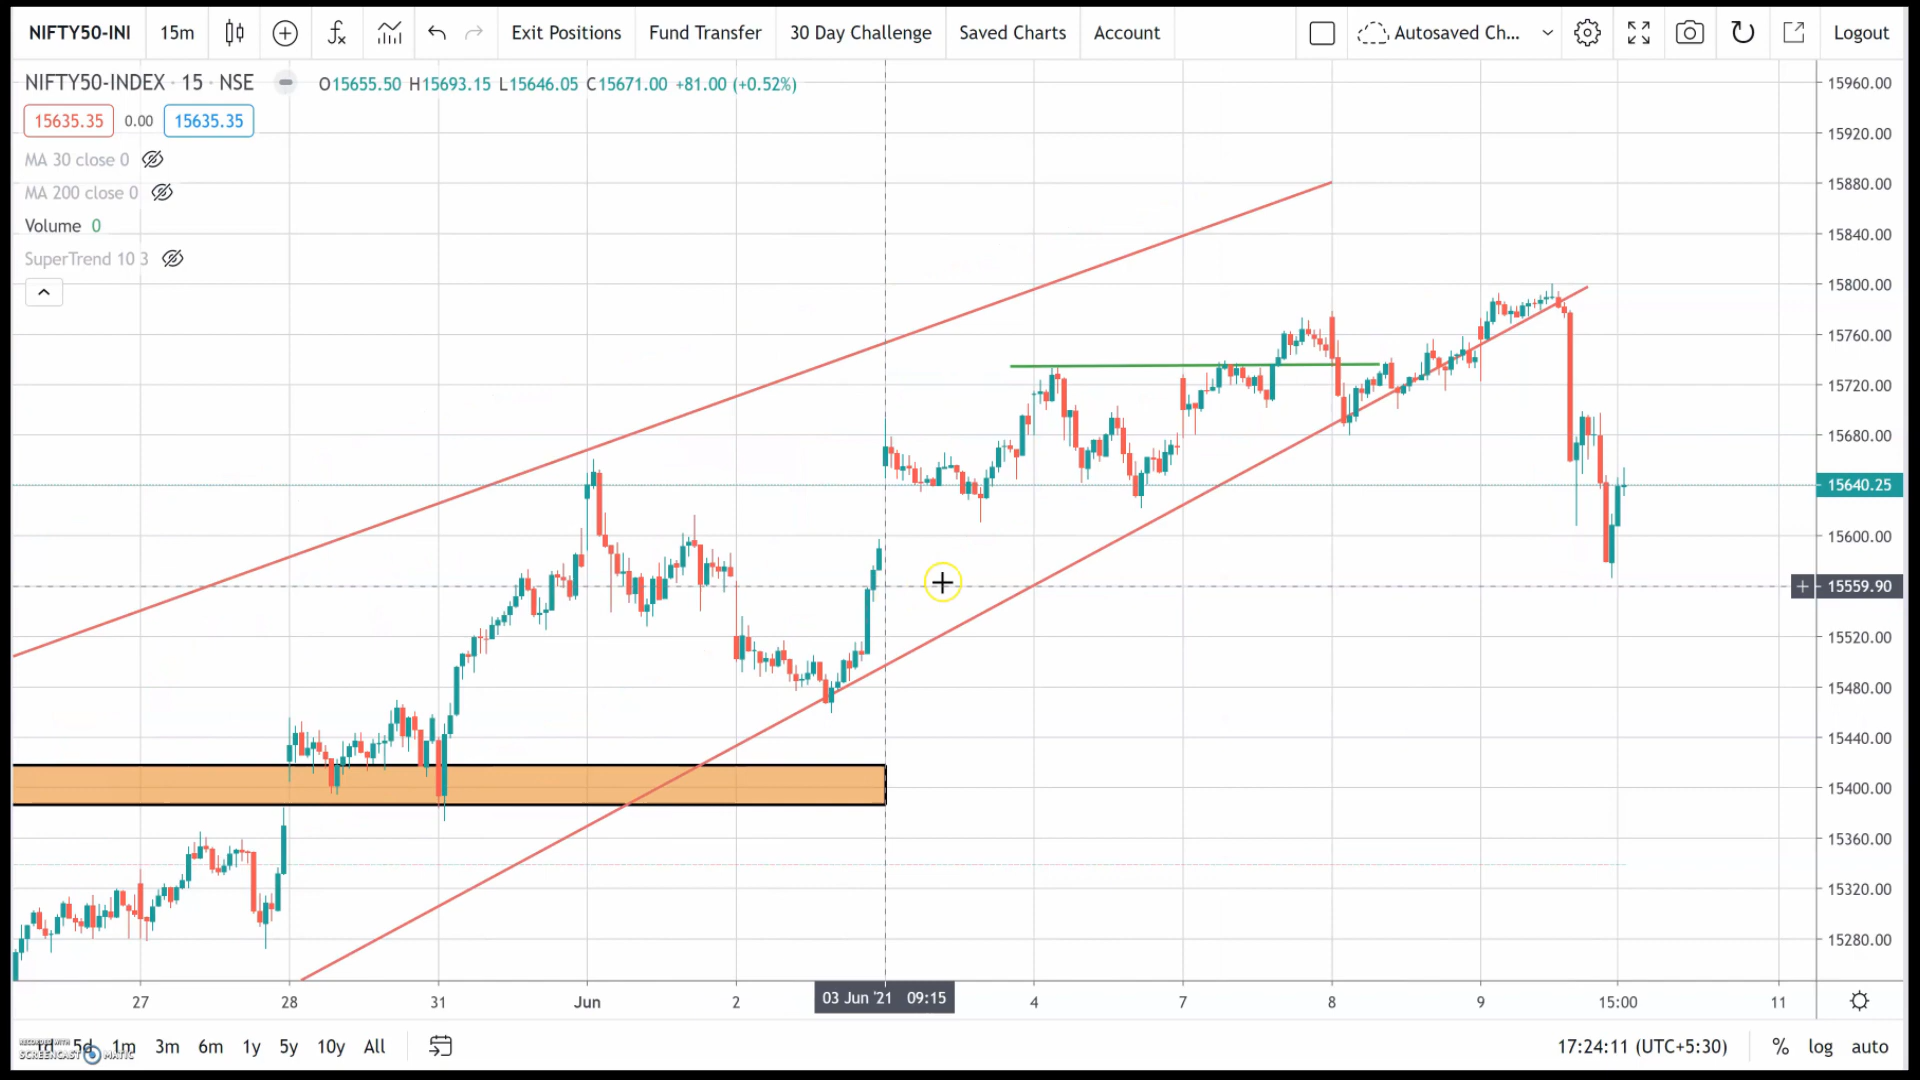 NIFTY50-INI 15m Exit Positions Fund Transfer 30 Day Challenge Saved Charts Account Autosaved Ch... Logout
NIFTY50-INDEX · 15 · NSE O15655.50 H15693.15 L15646.05 C15671.00 +81.00 (+0.52%)
15635.35 0.00 15635.35
MA 30 close 0
MA 200 close 0
Volume 0
SuperTrend 10 3
15960.00
15920.00
15880.00
15840.00
15800.00
15760.00
15720.00
15680.00
15640.25
15600.00
15559.90
15520.00
15480.00
15440.00
15400.00
15360.00
15320.00
15280.00
27 28 31 Jun 2 03 Jun '21 09:15 4 7 8 9 15:00 11
1d 5d 1m 3m 6m 1y 5y 10y All 17:24:11 (UTC+5:30) % log auto
RECORDED WITH
SCREENCAST MATIC